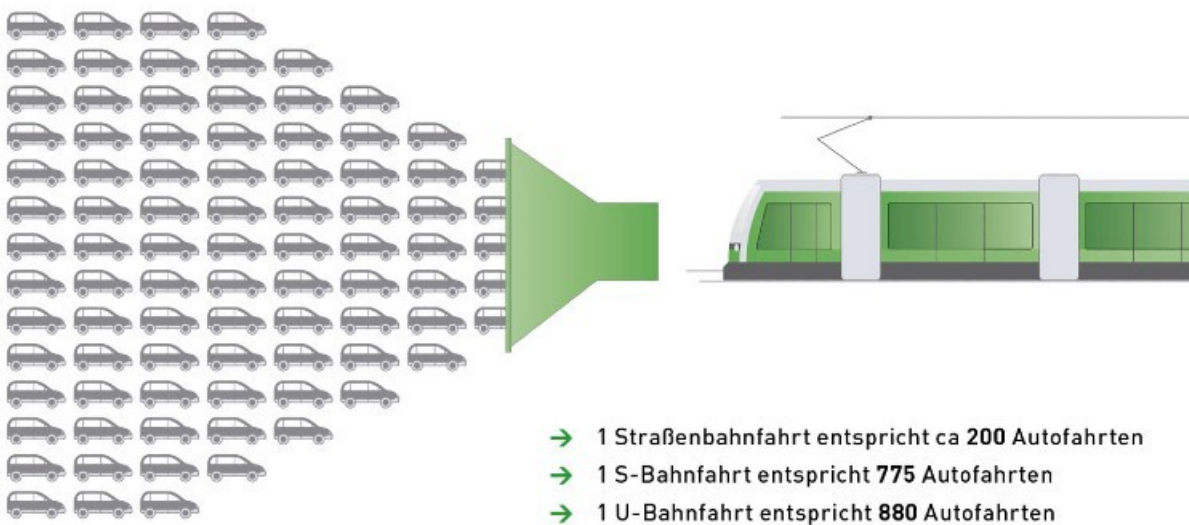 → 1 Straßenbahnfahrt entspricht ca 200 Autofahrten
→ 1 S-Bahnfahrt entspricht 775 Autofahrten
→ 1 U-Bahnfahrt entspricht 880 Autofahrten